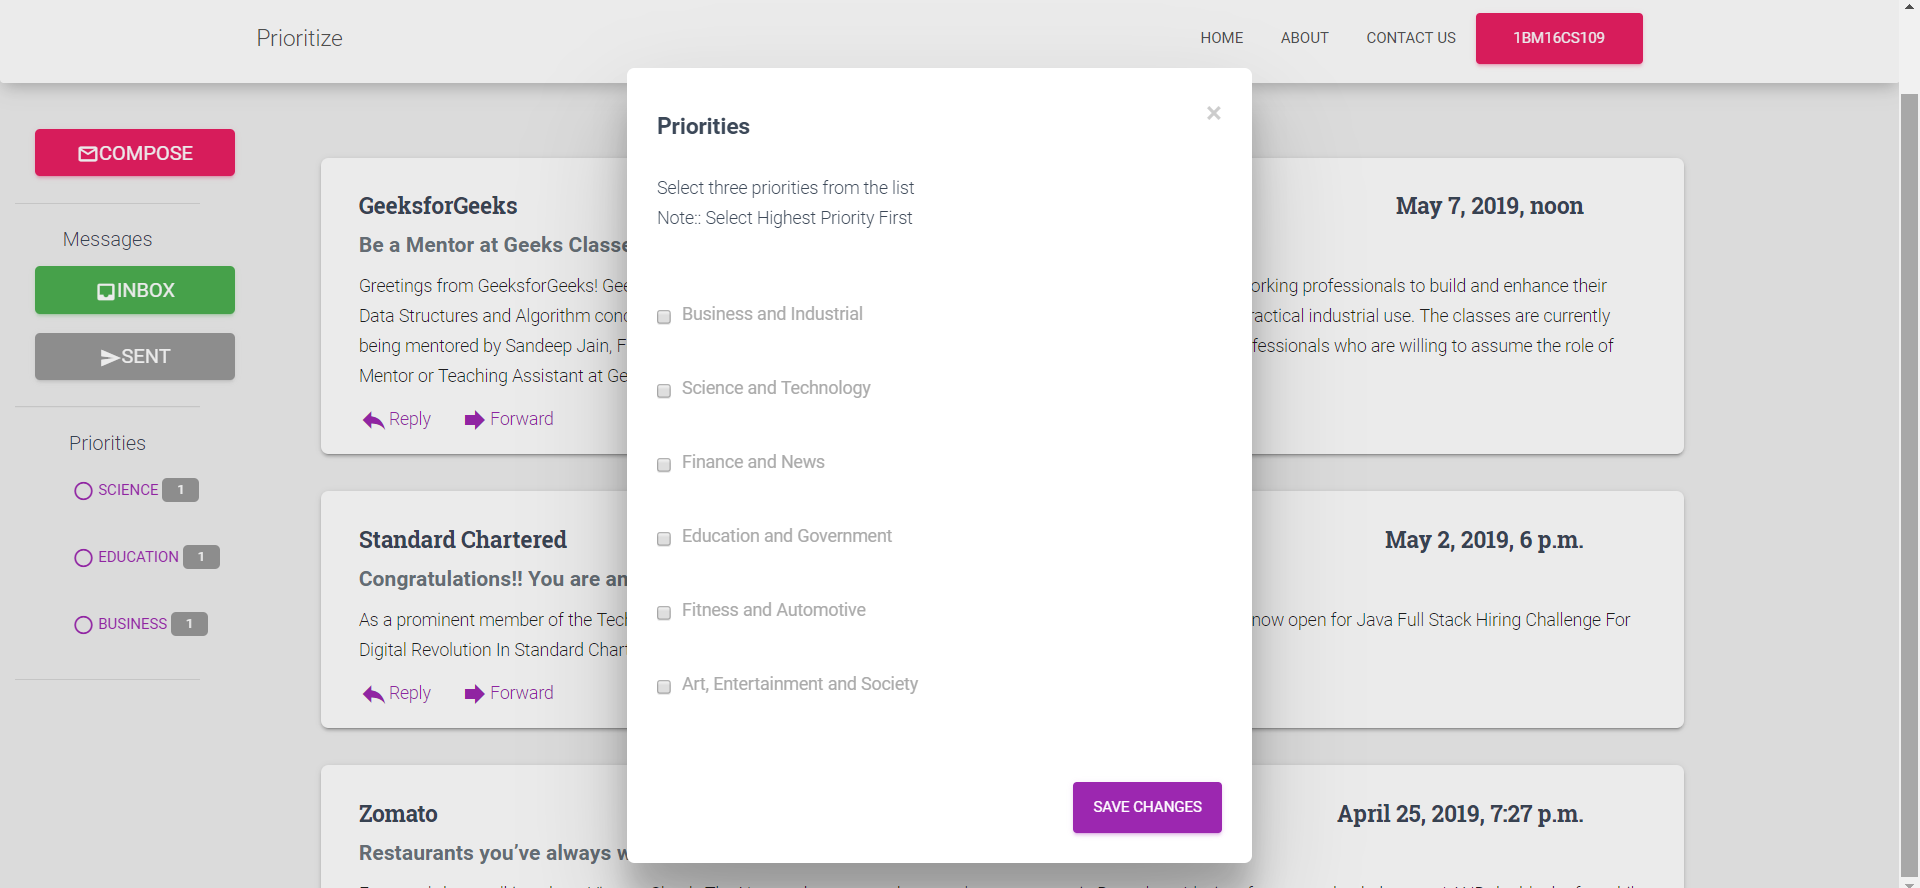 Prioritize
HOME
ABOUT
CONTACT US
1BM16CS109
COMPOSE
Messages
INBOX
SENT
Priorities
SCIENCE 1
EDUCATION 1
BUSINESS 1
Priorities
×
Select three priorities from the list
Note:: Select Highest Priority First
Business and Industrial
Science and Technology
Finance and News
Education and Government
Fitness and Automotive
Art, Entertainment and Society
SAVE CHANGES
GeeksforGeeks
May 7, 2019, noon
Be a Mentor at Geeks Classe
Greetings from GeeksforGeeks! Gee
orking professionals to build and enhance their
Data Structures and Algorithm conc
ractical industrial use. The classes are currently
being mentored by Sandeep Jain, F
fessionals who are willing to assume the role of
Mentor or Teaching Assistant at Ge
Reply Forward
Standard Chartered
May 2, 2019, 6 p.m.
Congratulations!! You are an
As a prominent member of the Tech
now open for Java Full Stack Hiring Challenge For
Digital Revolution In Standard Chart
Reply Forward
Zomato
April 25, 2019, 7:27 p.m.
Restaurants you’ve always w